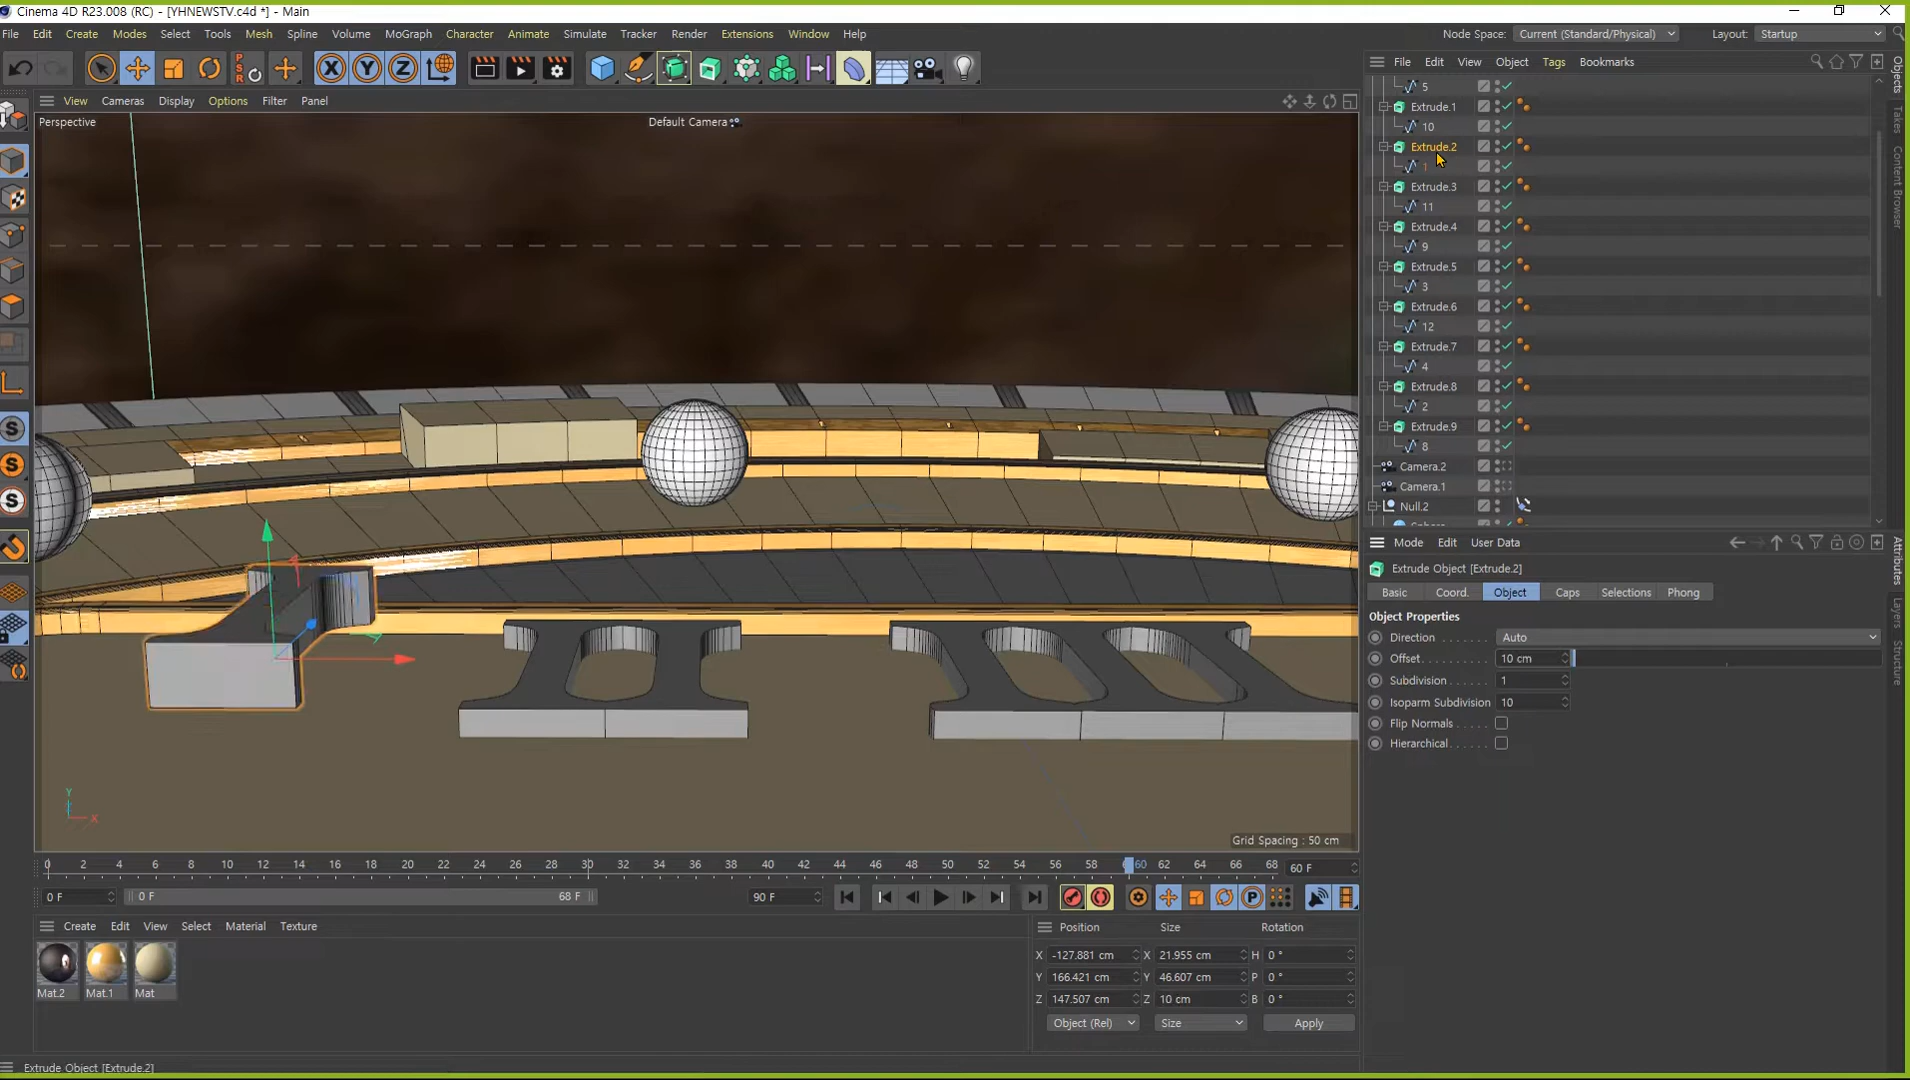 Cinema 4D R23.008 (RC) - [YHNEWSTV.c4d *] - Main
File Edit Create Modes Select Tools Mesh Spline Volume MoGraph Character Animate Simulate Tracker Render Extensions Window Help
Node Space: Current (Standard/Physical) Layout: Startup
View Cameras Display Options Filter Panel
Perspective
Default Camera
File Edit View Object Tags Bookmarks
5
Extrude.1
10
Extrude.2
1
Extrude.3
11
Extrude.4
9
Extrude.5
3
Extrude.6
12
Extrude.7
4
Extrude.8
2
Extrude.9
8
Camera.2
Camera.1
Null.2
Objects
Takes
Content Browser
Mode Edit User Data
Extrude Object [Extrude.2]
Basic Coord. Object Caps Selections Phong
Object Properties
Direction Auto
Offset 10 cm
Subdivision 1
Isoparm Subdivision 10
Flip Normals
Hierarchical
Attributes
Layers
Structure
Y
X
Grid Spacing : 50 cm
0 2 4 6 8 10 12 14 16 18 20 22 24 26 28 30 32 34 36 38 40 42 44 46 48 50 52 54 56 58 60 62 64 66 68 60 F
0 F 0 F 68 F 90 F
Create Edit View Select Material Texture
Mat.2 Mat.1 Mat
Position Size Rotation
X -127.881 cm X 21.955 cm H 0 °
Y 166.421 cm Y 46.607 cm P 0 °
Z 147.507 cm Z 10 cm B 0 °
Object (Rel) Size Apply
Extrude Object [Extrude.2]